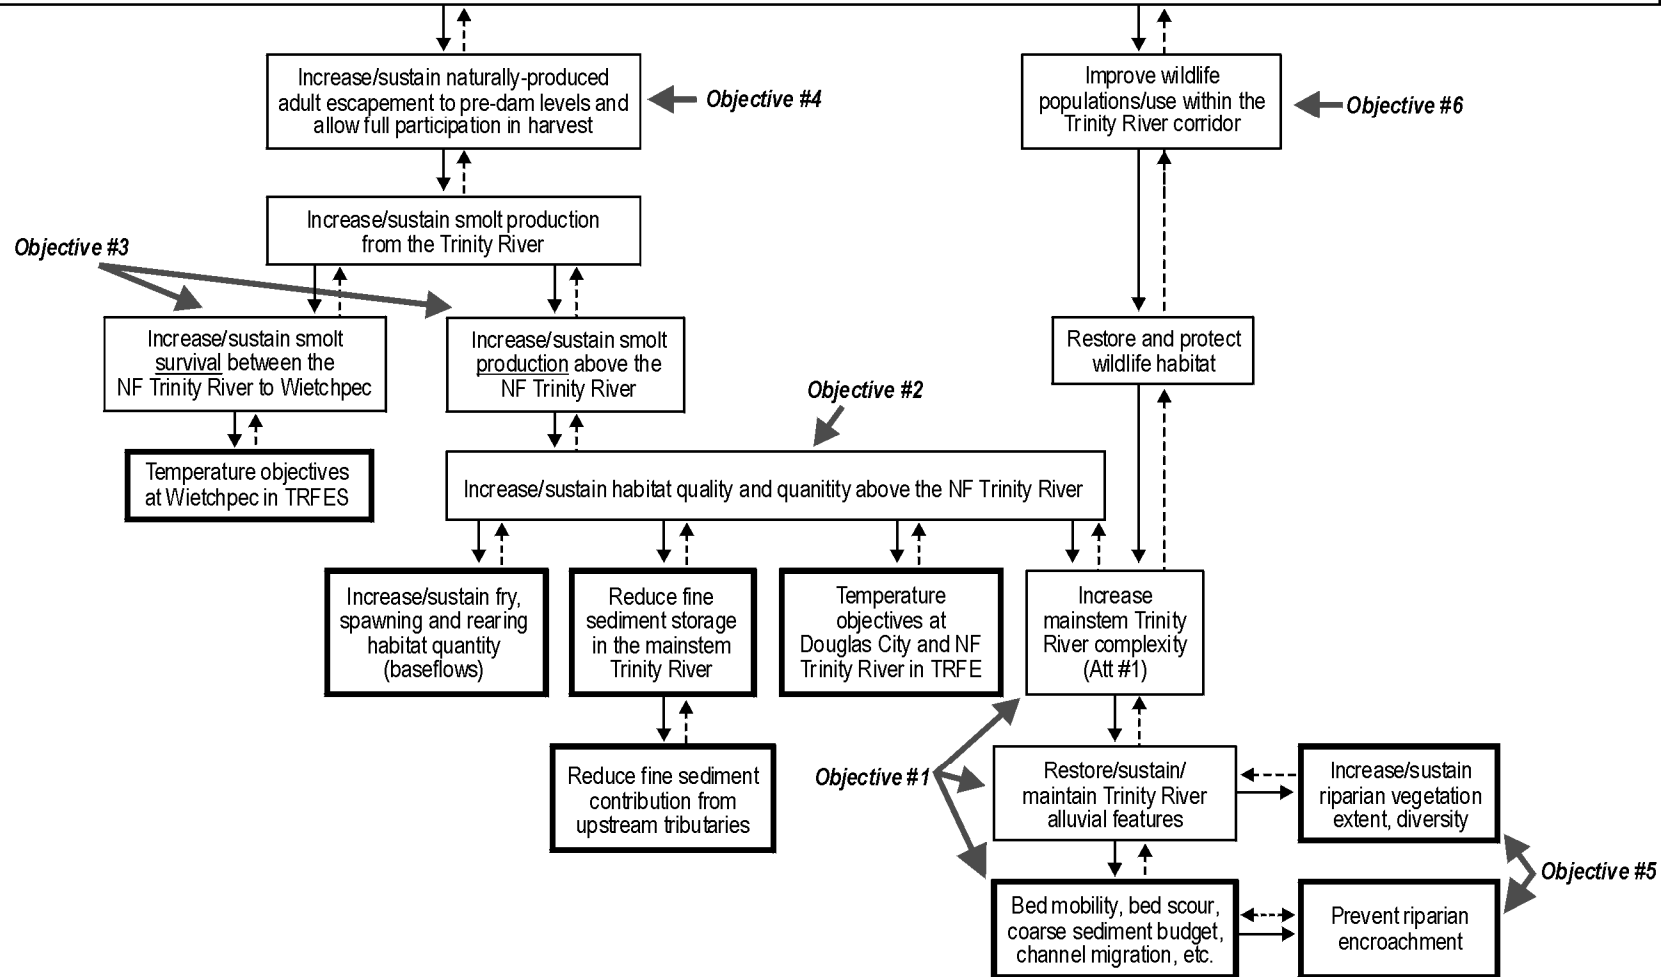 Increase/sustain naturally-produced
adult escapement to pre-dam levels and
allow full participation in harvest
Objective #4
Improve wildlife
populations/use within the
Trinity River corridor
Objective #6
Increase/sustain smolt production
from the Trinity River
Objective #3
Increase/sustain smolt
survival between the
NF Trinity River to Wietchpec
Increase/sustain smolt
production above the
NF Trinity River
Restore and protect
wildlife habitat
Objective #2
Temperature objectives
at Wietchpec in TRFES
Increase/sustain habitat quality and quanitity above the NF Trinity River
Increase/sustain fry,
spawning and rearing
habitat quantity
(baseflows)
Reduce fine
sediment storage
in the mainstem
Trinity River
Temperature
objectives at
Douglas City and NF
Trinity River in TRFE
Increase
mainstem Trinity
River complexity
(Att #1)
Reduce fine sediment
contribution from
upstream tributaries
Objective #1
Restore/sustain/
maintain Trinity River
alluvial features
Increase/sustain
riparian vegetation
extent, diversity
Objective #5
Bed mobility, bed scour,
coarse sediment budget,
channel migration, etc.
Prevent riparian
encroachment